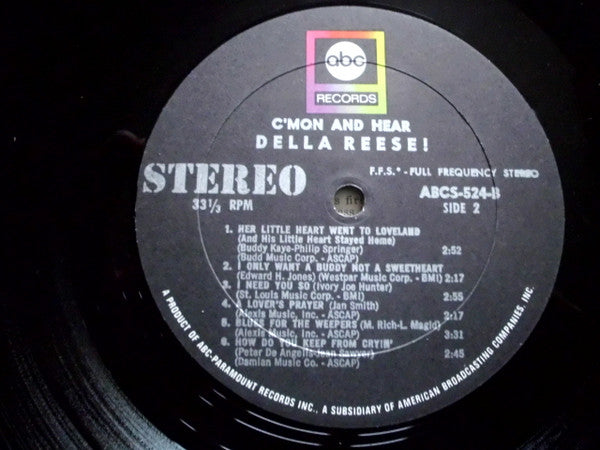 abc
RECORDS
C'MON AND HEAR
DELLA REESE!
STEREO
F.F.S.* - FULL FREQUENCY STEREO
33⅓ RPM
ABCS-524-B
SIDE 2
1. HER LITTLE HEART WENT TO LOVELAND
(And His Little Heart Stayed Home)
(Buddy Kaye-Philip Springer)
(Budd Music Corp. - ASCAP) 2:52
2. I ONLY WANT A BUDDY NOT A SWEETHEART
(Edward H. Jones) (Westpar Music Corp. - BMI) 2:17
3. I NEED YOU SO (Ivory Joe Hunter)
(St. Louis Music Corp. - BMI) 2:55
4. A LOVER'S PRAYER (Jan Smith)
(Alexis Music, Inc. - ASCAP) 2:17
5. BLUES FOR THE WEEPERS (M. Rich-L. Magid)
(Alexis Music, Inc. - ASCAP) 3:31
6. HOW DO YOU KEEP FROM CRYIN'
(Peter De Angelis-Jean Sawyer) 2:45
(Damian Music Co. - ASCAP)
A PRODUCT OF ABC-PARAMOUNT RECORDS INC., A SUBSIDIARY OF AMERICAN BROADCASTING COMPANIES, INC.